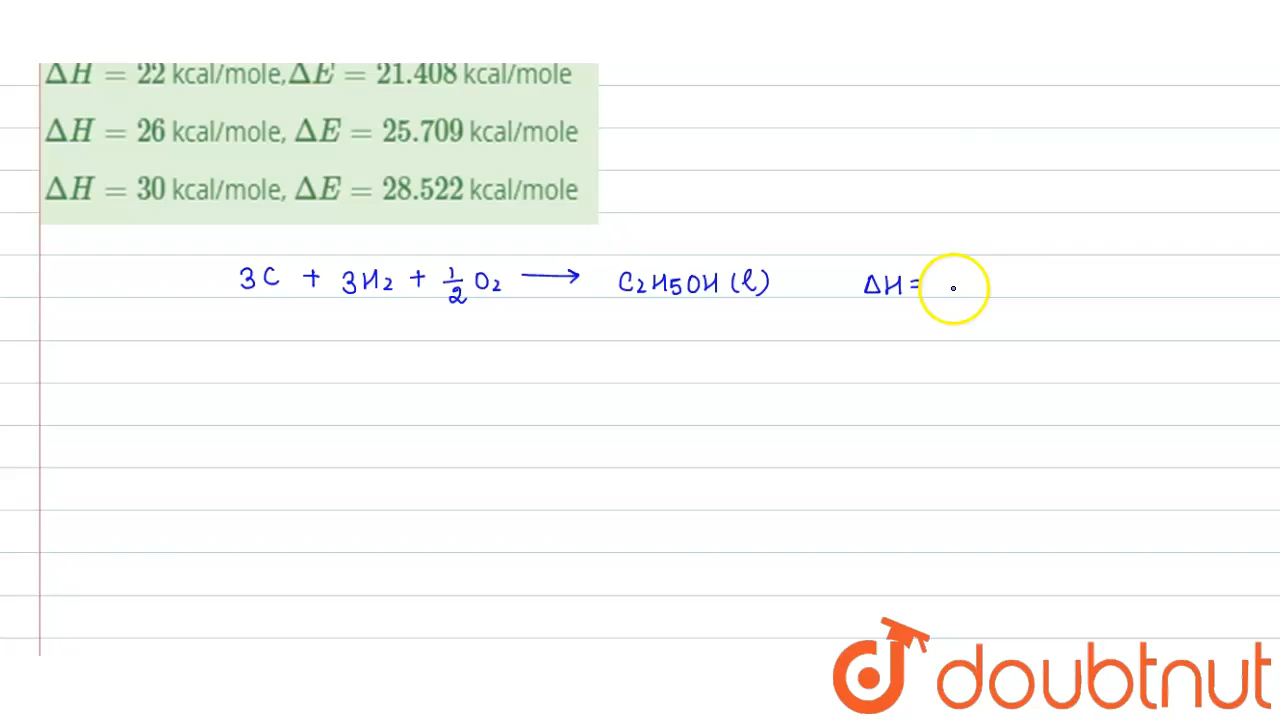 ΔH = 22 kcal/mole,ΔE = 21.408 kcal/mole
ΔH = 26 kcal/mole, ΔE = 25.709 kcal/mole
ΔH = 30 kcal/mole, ΔE = 28.522 kcal/mole
3C + 3H2 + 1/2 O2 ⟶ C2H5OH (l) ΔH =
doubtnut